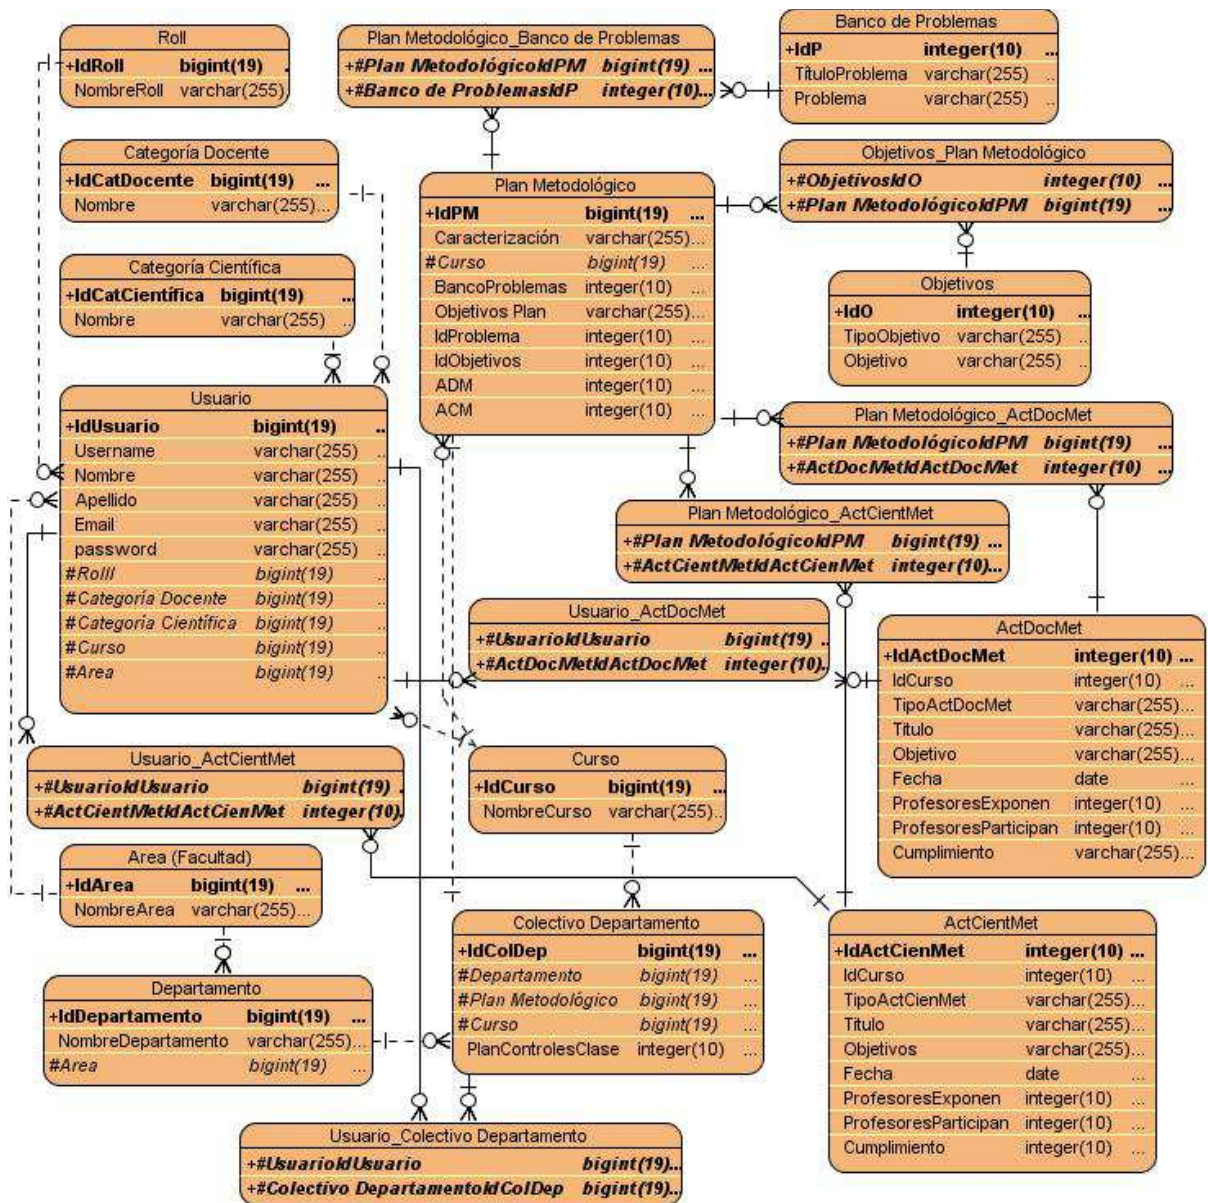 Roll
+IdRoll bigint(19) .
NombreRoll varchar(255).
Plan Metodológico_Banco de Problemas
+#Plan MetodológicoIdPM bigint(19) ...
+#Banco de ProblemasIdP integer(10)...
Banco de Problemas
+IdP integer(10) ...
TítuloProblema varchar(255) ..
Problema varchar(255) ..
Categoría Docente
+IdCatDocente bigint(19) ...
Nombre varchar(255)...
Objetivos_Plan Metodológico
+#ObjetivosIdO integer(10) ...
+#Plan MetodológicoIdPM bigint(19) ...
Plan Metodológico
+IdPM bigint(19) ...
Caracterización varchar(255)...
#Curso bigint(19) ...
BancoProblemas integer(10) ...
Objetivos Plan varchar(255)...
IdProblema integer(10) ...
IdObjetivos integer(10) ...
ADM integer(10) ...
ACM integer(10) ...
Categoría Científica
+IdCatCientífica bigint(19) ...
Nombre varchar(255) ..
Objetivos
+IdO integer(10) ...
TipoObjetivo varchar(255) ..
Objetivo varchar(255) ..
Usuario
+IdUsuario bigint(19) ..
Username varchar(255) ..
Nombre varchar(255) ..
Apellido varchar(255) ..
Email varchar(255) ..
password varchar(255) ..
#Rolll bigint(19) ..
#Categoría Docente bigint(19) ..
#Categoría Científica bigint(19) ..
#Curso bigint(19) ..
#Area bigint(19) ..
Plan Metodológico_ActDocMet
+#Plan MetodológicoIdPM bigint(19) ...
+#ActDocMetIdActDocMet integer(10) ...
Plan Metodológico_ActCientMet
+#Plan MetodológicoIdPM bigint(19) ...
+#ActCientMetIdActCienMet integer(10)...
Usuario_ActDocMet
+#UsuarioIdUsuario bigint(19) ..
+#ActDocMetIdActDocMet integer(10)..
ActDocMet
+IdActDocMet integer(10) ...
IdCurso integer(10) ...
TipoActDocMet varchar(255)...
Título varchar(255)...
Objetivo varchar(255)...
Fecha date ...
ProfesoresExponen integer(10) ...
ProfesoresParticipan integer(10) ...
Cumplimiento varchar(255)...
Usuario_ActCientMet
+#UsuarioIdUsuario bigint(19) .
+#ActCientMetIdActCienMet integer(10).
Curso
+IdCurso bigint(19) ...
NombreCurso varchar(255)..
Area (Facultad)
+IdArea bigint(19) ...
NombreArea varchar(255)...
Colectivo Departamento
+IdColDep bigint(19) ...
#Departamento bigint(19) ...
#Plan Metodológico bigint(19) ...
#Curso bigint(19) ...
PlanControlesClase integer(10) ...
ActCientMet
+IdActCienMet integer(10) ...
IdCurso integer(10) ...
TipoActCienMet varchar(255)...
Título varchar(255)...
Objetivos varchar(255)...
Fecha date ...
ProfesoresExponen integer(10) ...
ProfesoresParticipan integer(10) ...
Cumplimiento integer(10) ...
Departamento
+IdDepartamento bigint(19) ...
NombreDepartamento varchar(255)...
#Area bigint(19) ...
Usuario_Colectivo Departamento
+#UsuarioIdUsuario bigint(19)...
+#Colectivo DepartamentoIdColDep bigint(19)...